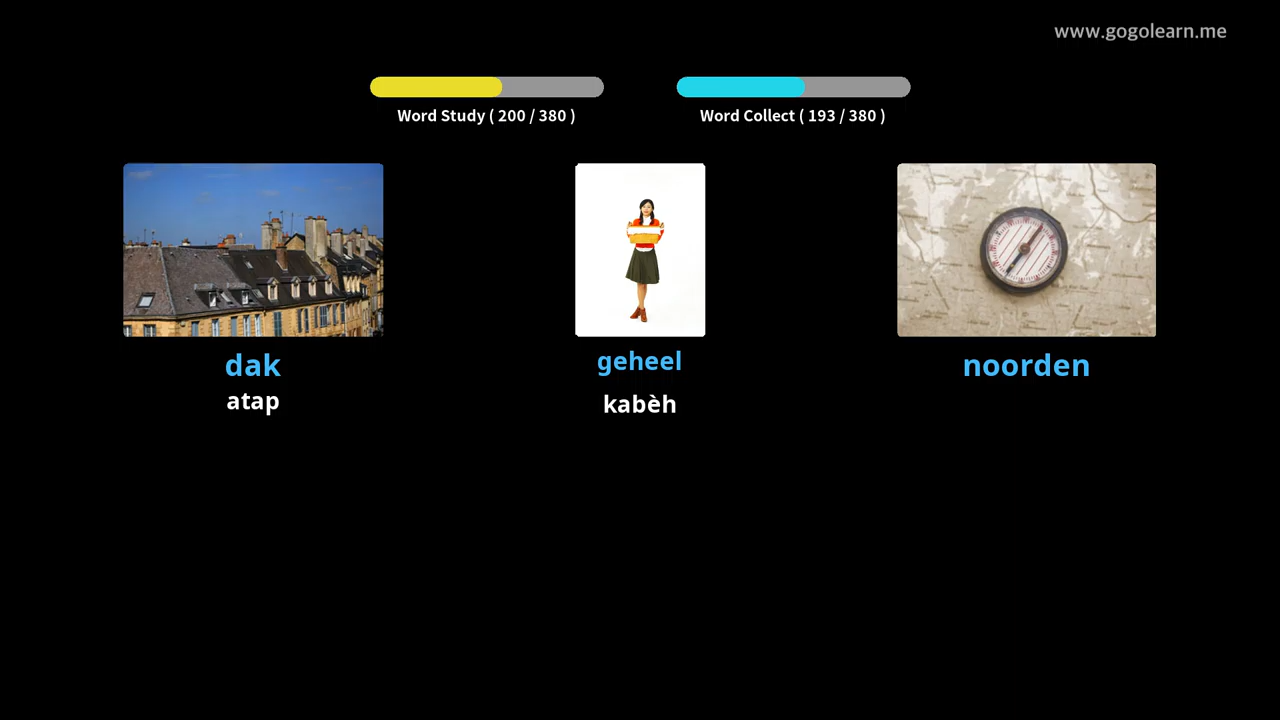 www.gogolearn.me
Word Study ( 200 / 380 )
Word Collect ( 193 / 380 )
dak
atap
geheel
kabèh
noorden